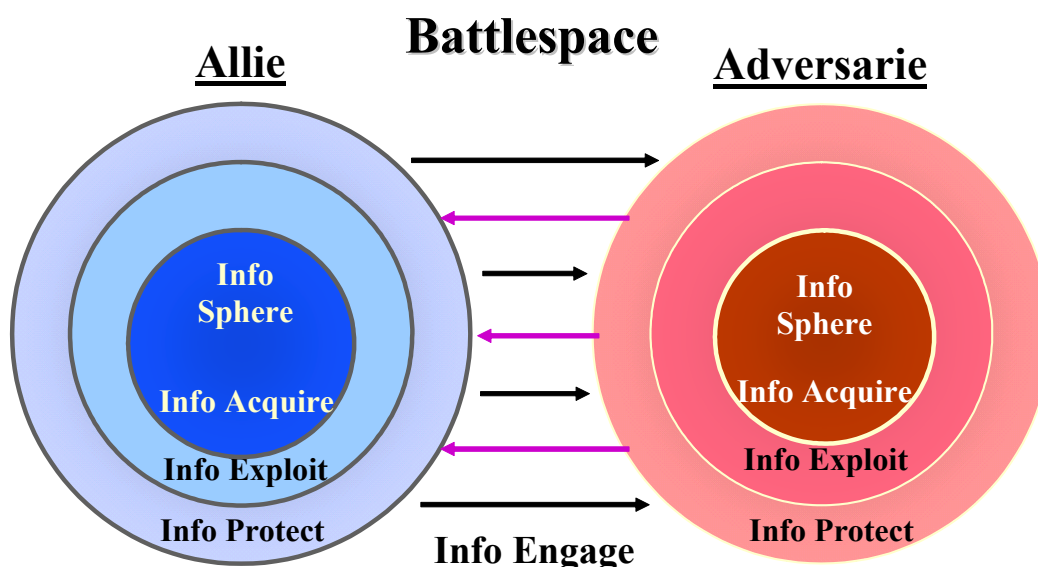 Battlespace
Allie
Adversarie
Info
Sphere
Info Acquire
Info Exploit
Info Protect
Info
Sphere
Info Acquire
Info Exploit
Info Protect
Info Engage